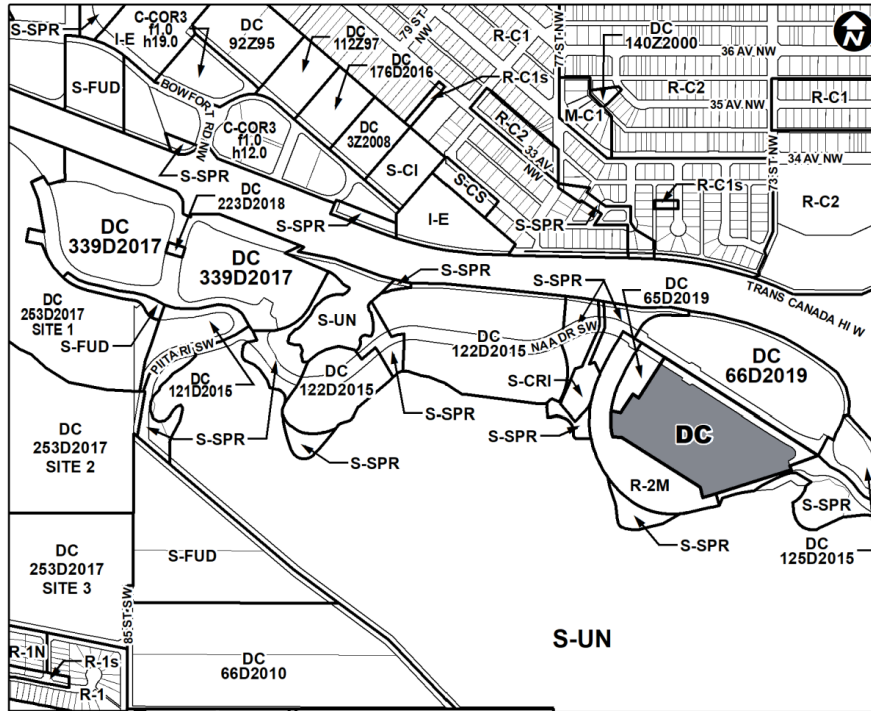 S-SPR
C-COR3
f1.0
h19.0
I-E
DC
92Z95
DC
112Z97
DC
176D2016
79 ST
NW
R-C1
77 ST NW
DC
140Z2000
36 AV NW
N
R-C2
35 AV NW
R-C1
S-FUD
BOWFORT RD NW
C-COR3
f1.0
h12.0
R-C1s
R-C2
33 AV
NW
M-C1
34 AV NW
73 ST NW
DC
3Z2008
S-CI
S-CS
S-SPR
DC
223D2018
S-SPR
I-E
S-SPR
R-C1s
R-C2
DC
339D2017
DC
339D2017
S-SPR
S-SPR
DC
65D2019
TRANS CANADA HI W
DC
253D2017
SITE 1
S-FUD
PIITA RI SW
S-UN
DC
122D2015
NA'A DR SW
DC
66D2019
DC
121D2015
DC
122D2015
S-CRI
S-SPR
S-SPR
DC
DC
253D2017
SITE 2
S-SPR
S-SPR
R-2M
S-SPR
S-SPR
DC
125D2015
DC
253D2017
SITE 3
S-FUD
85 ST SW
S-UN
R-1N
R-1s
R-1
DC
66D2010